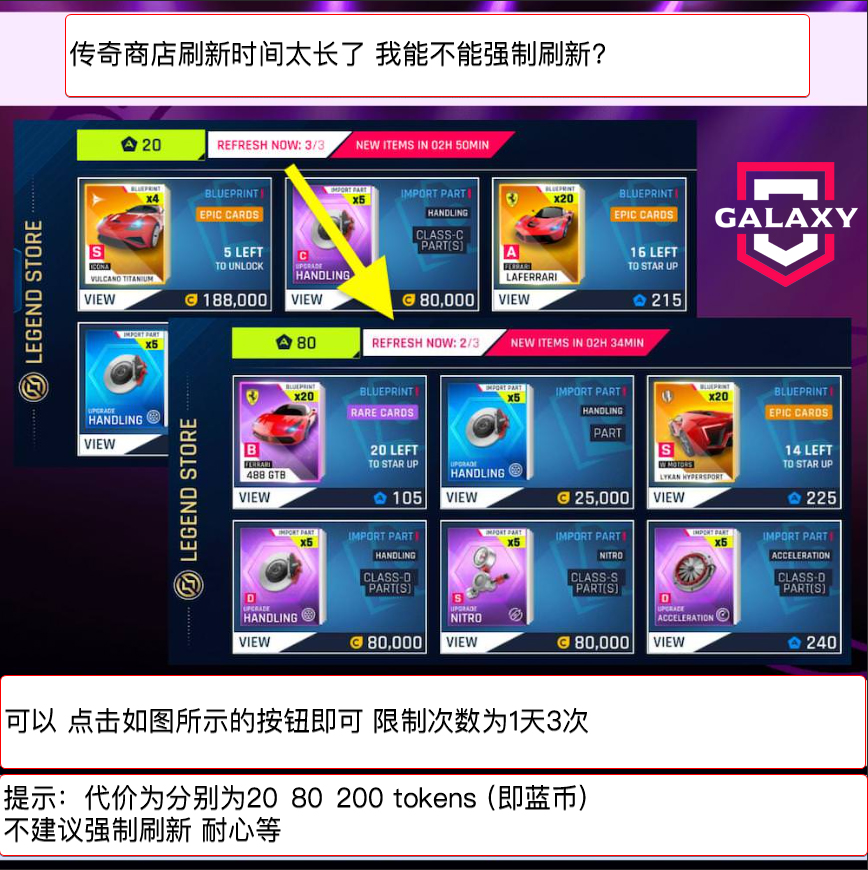 传奇商店刷新时间太长了 我能不能强制刷新?
20
REFRESH NOW: 3/3
NEW ITEMS IN 02H 50MIN
LEGEND STORE
BLUEPRINT
x4
S
ICONA
VULCANO TITANIUM
BLUEPRINT
EPIC CARDS
5 LEFT
TO UNLOCK
VIEW
188,000
IMPORT PART
x5
C
UPGRADE
HANDLING
IMPORT PART
HANDLING
CLASS-C
PART(S)
VIEW
80,000
BLUEPRINT
x20
A
FERRARI
LAFERRARI
BLUEPRINT
EPIC CARDS
16 LEFT
TO STAR UP
VIEW
215
GALAXY
IMPORT PART
x5
UPGRADE
HANDLING
VIEW
80
REFRESH NOW: 2/3
NEW ITEMS IN 02H 34MIN
LEGEND STORE
BLUEPRINT
x20
B
FERRARI
488 GTB
BLUEPRINT
RARE CARDS
20 LEFT
TO STAR UP
VIEW
105
IMPORT PART
x5
UPGRADE
HANDLING
IMPORT PART
HANDLING
PART
VIEW
25,000
BLUEPRINT
x20
S
W MOTORS
LYKAN HYPERSPORT
BLUEPRINT
EPIC CARDS
14 LEFT
TO STAR UP
VIEW
225
IMPORT PART
x5
D
UPGRADE
HANDLING
IMPORT PART
HANDLING
CLASS-D
PART(S)
VIEW
80,000
IMPORT PART
x5
S
UPGRADE
NITRO
IMPORT PART
NITRO
CLASS-S
PART(S)
VIEW
80,000
IMPORT PART
x5
D
UPGRADE
ACCELERATION
IMPORT PART
ACCELERATION
CLASS-D
PART(S)
VIEW
240
可以 点击如图所示的按钮即可 限制次数为1天3次
提示：代价为分别为20 80 200 tokens (即蓝币)
不建议强制刷新 耐心等